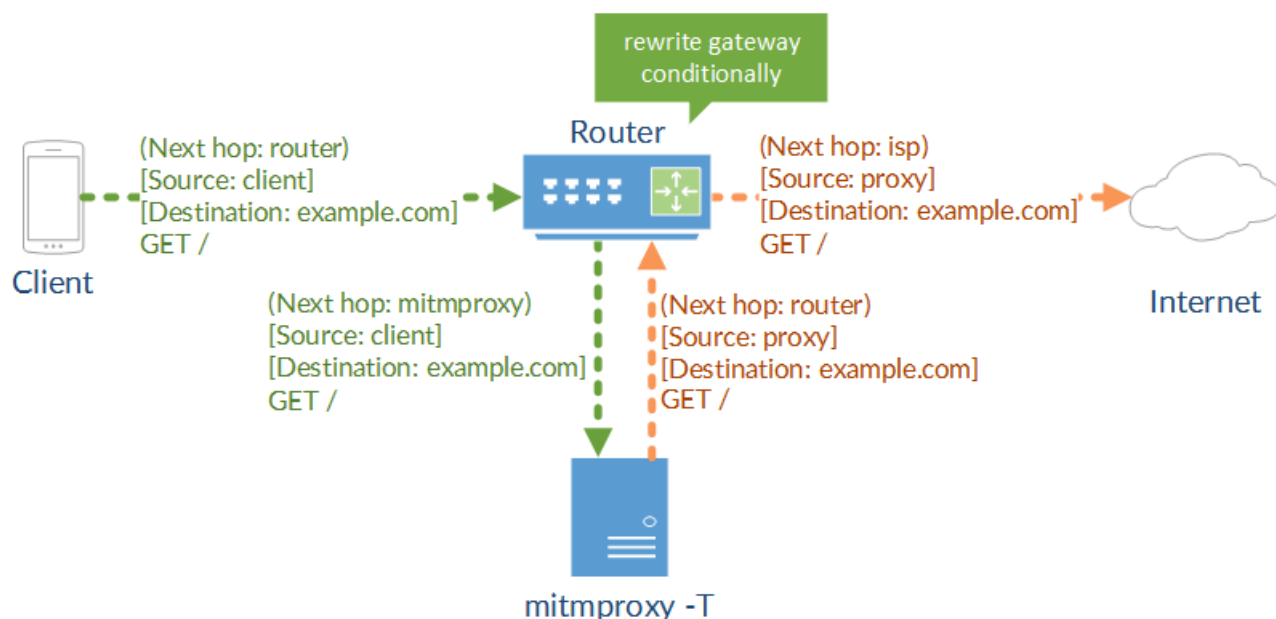 rewrite gateway
conditionally
Router
(Next hop: router)
[Source: client]
[Destination: example.com]
GET /
Client
(Next hop: isp)
[Source: proxy]
[Destination: example.com]
GET /
Internet
(Next hop: mitmproxy)
[Source: client]
[Destination: example.com]
GET /
(Next hop: router)
[Source: proxy]
[Destination: example.com]
GET /
mitmproxy -T